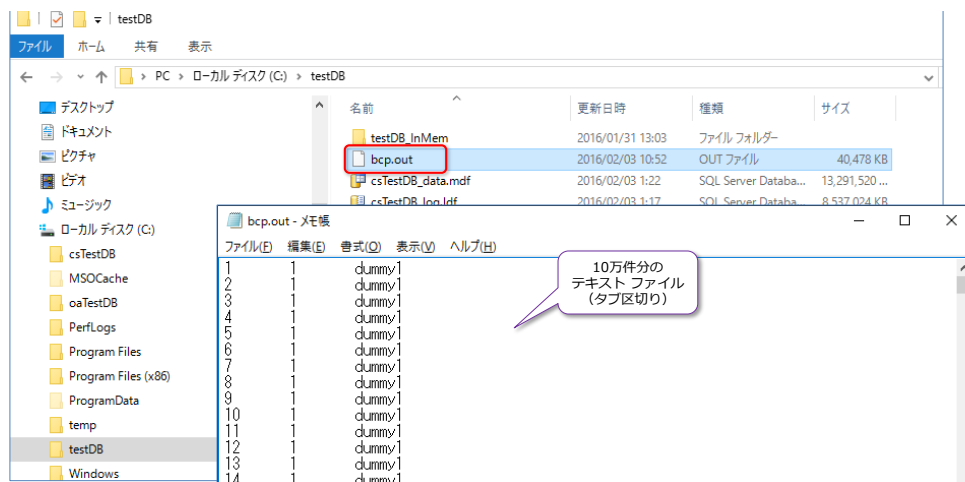 testDB
ファイル ホーム 共有 表示
PC › ローカル ディスク (C:) › testDB
デスクトップ
ドキュメント
ピクチャ
ビデオ
ミュージック
ローカル ディスク (C:)
csTestDB
MSOCache
oaTestDB
PerfLogs
Program Files
Program Files (x86)
ProgramData
temp
testDB
Windows
名前 更新日時 種類 サイズ
testDB_InMem 2016/01/31 13:03 ファイル フォルダー
bcp.out 2016/02/03 10:52 OUT ファイル 40,478 KB
csTestDB_data.mdf 2016/02/03 1:22 SQL Server Databa... 13,291,520 ...
csTestDB_log.ldf 2016/02/03 1:17 SQL Server Databa... 8,537,024 KB
bcp.out - メモ帳
ファイル(F) 編集(E) 書式(O) 表示(V) ヘルプ(H)
1 1 dummy1
2 1 dummy1
3 1 dummy1
4 1 dummy1
5 1 dummy1
6 1 dummy1
7 1 dummy1
8 1 dummy1
9 1 dummy1
10 1 dummy1
11 1 dummy1
12 1 dummy1
13 1 dummy1
14 1 dummy1
10万件分の
テキスト ファイル
（タブ区切り）